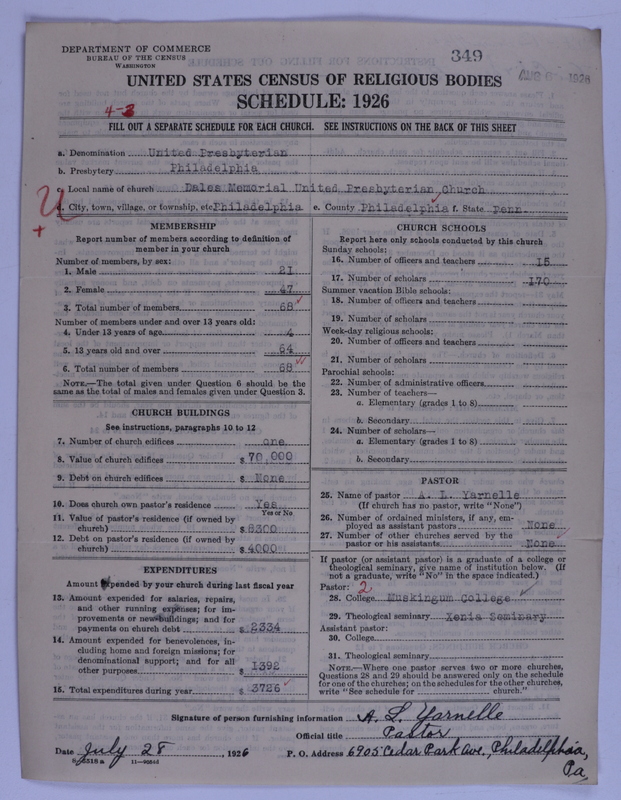 DEPARTMENT OF COMMERCE
BUREAU OF THE CENSUS
WASHINGTON
349
AUG 1926
UNITED STATES CENSUS OF RELIGIOUS BODIES
SCHEDULE: 1926
4-3
FILL OUT A SEPARATE SCHEDULE FOR EACH CHURCH. SEE INSTRUCTIONS ON THE BACK OF THIS SHEET
a. Denomination United Presbyterian
b. Presbytery Philadelphia
c. Local name of church Dales Memorial United Presbyterian Church
d. City, town, village, or township, etc. Philadelphia e. County Philadelphia f. State Penn.
MEMBERSHIP
Report number of members according to definition of
member in your church
Number of members, by sex:
1. Male 21
2. Female 47
3. Total number of members 68
Number of members under and over 13 years old:
4. Under 13 years of age 4
5. 13 years old and over 64
6. Total number of members 68
NOTE.—The total given under Question 6 should be the
same as the total of males and females given under Question 3.
CHURCH BUILDINGS
See instructions, paragraphs 10 to 12
7. Number of church edifices one
8. Value of church edifices $ 70,000
9. Debt on church edifices $ None
10. Does church own pastor's residence Yes
Yes or No
11. Value of pastor's residence (if owned by
church) $ 8300
12. Debt on pastor's residence (if owned by
church) $ 4000
EXPENDITURES
Amount expended by your church during last fiscal year
13. Amount expended for salaries, repairs,
and other running expenses; for im-
provements or new buildings; and for
payments on church debt $ 2334
14. Amount expended for benevolences, in-
cluding home and foreign missions; for
denominational support; and for all
other purposes $ 1392
15. Total expenditures during year $ 3726
CHURCH SCHOOLS
Report here only schools conducted by this church
Sunday schools:
16. Number of officers and teachers 15
17. Number of scholars 170
Summer vacation Bible schools:
18. Number of officers and teachers
19. Number of scholars
Week-day religious schools:
20. Number of officers and teachers
21. Number of scholars
Parochial schools:
22. Number of administrative officers
23. Number of teachers—
a. Elementary (grades 1 to 8)
b. Secondary
24. Number of scholars—
a. Elementary (grades 1 to 8)
b. Secondary
PASTOR
25. Name of pastor A. L. Yarnelle
(If church has no pastor, write "None")
26. Number of ordained ministers, if any, em-
ployed as assistant pastors None
27. Number of other churches served by the
pastor or his assistants None
If pastor (or assistant pastor) is a graduate of a college or
theological seminary, give name of institution below. (If
not a graduate, write "No" in the space indicated.)
Pastor: 2
28. College Muskingum College
29. Theological seminary Xenia Seminary
Assistant pastor:
30. College
31. Theological seminary
NOTE.—Where one pastor serves two or more churches,
Questions 28 and 29 should be answered only on the schedule
for one of the churches; on the schedules for the other churches,
write "See schedule for church."
Signature of person furnishing information A. L. Yarnelle
Official title Pastor
Date July 28, 1926 P. O. Address 6905 Cedar Park Ave., Philadelphia,
Pa,